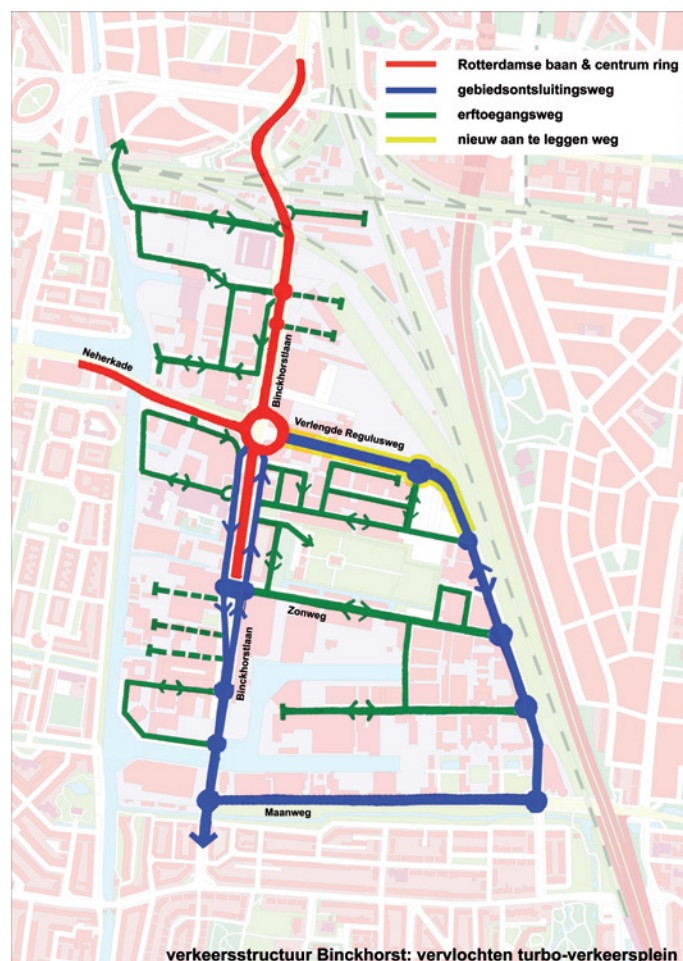 Rotterdamse baan & centrum ring
gebiedsontsluitingsweg
erftoegangsweg
nieuw aan te leggen weg
Neherkade
Binckhorstlaan
Verlengde Regulusweg
Zonweg
Binckhorstlaan
Maanweg
verkeersstructuur Binckhorst: vervlochten turbo-verkeersplein